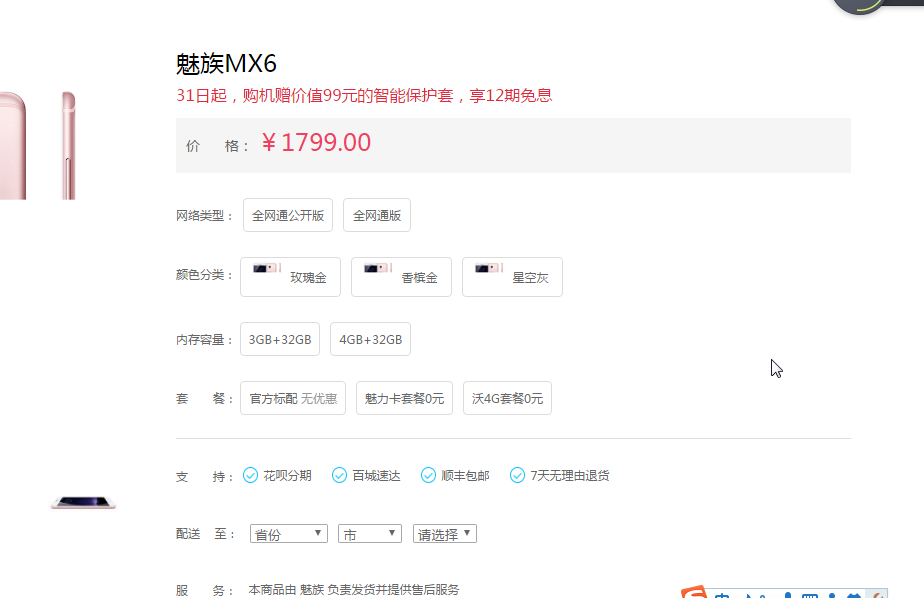 魅族MX6
31日起，购机赠价值99元的智能保护套，享12期免息
价 格： ¥ 1799.00
网络类型： 全网通公开版 全网通版
颜色分类： 玫瑰金 香槟金 星空灰
内存容量： 3GB+32GB 4GB+32GB
套 餐： 官方标配 无优惠 魅力卡套餐0元 沃4G套餐0元
支 持： 花呗分期 百城速达 顺丰包邮 7天无理由退货
配送 至： 省份 市 请选择
服 务： 本商品由 魅族 负责发货并提供售后服务